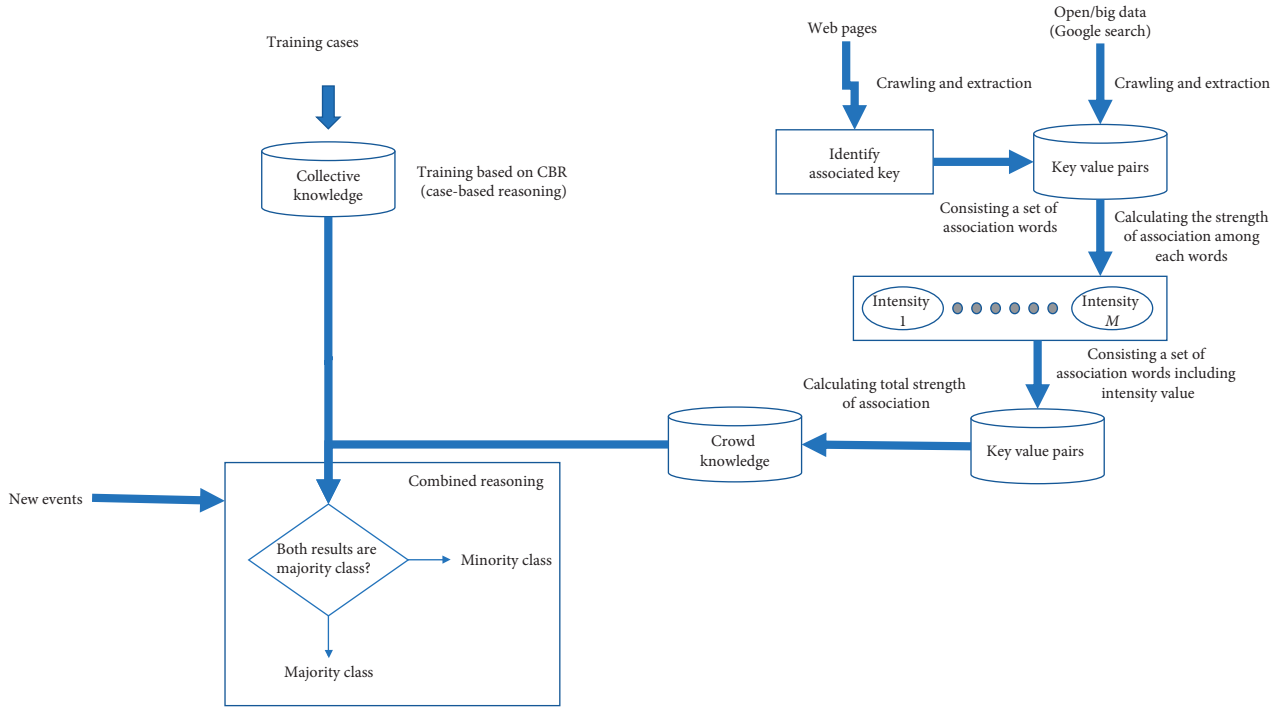 Training cases
Collective
knowledge
Training based on CBR
(case-based reasoning)
Web pages
Open/big data
(Google search)
Crawling and extraction
Crawling and extraction
Identify
associated key
Key value pairs
Consisting a set of
association words
Calculating the strength
of association among
each words
Intensity
1
Intensity
M
Consisting a set of
association words including
intensity value
Calculating total strength
of association
Crowd
knowledge
Key value pairs
New events
Combined reasoning
Both results are
majority class?
Minority class
Majority class